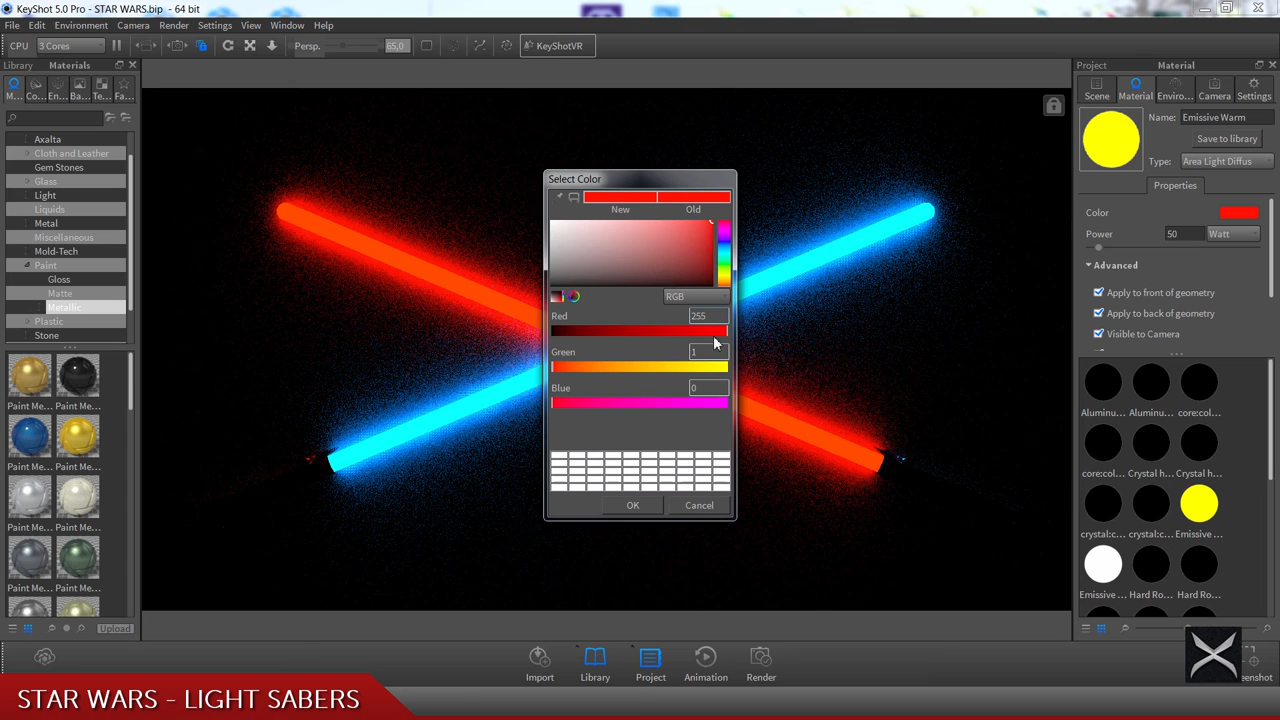 KeyShot 5.0 Pro - STAR WARS.bip - 64 bit
File Edit Environment Camera Render Settings View Window Help
CPU 3 Cores Persp. 65,0 KeyShotVR
Library Materials
M... Co... En... Ba... Te... Fa...
Axalta
Cloth and Leather
Gem Stones
Glass
Light
Liquids
Metal
Miscellaneous
Mold-Tech
Paint
Gloss
Matte
Metallic
Plastic
Stone
Paint Me... Paint Me...
Paint Me... Paint Me...
Paint Me... Paint Me...
Paint Me... Paint Me...
Upload
Select Color
New Old
RGB
Red 255
Green 1
Blue 0
OK Cancel
Project Material
Scene Material Enviro... Camera Settings
Name: Emissive Warm
Save to library
Type: Area Light Diffus
Properties
Color
Power 50 Watt
Advanced
Apply to front of geometry
Apply to back of geometry
Visible to Camera
Aluminu... Aluminu... core:col...
core:col... Crystal h... Crystal h...
crystal:c... crystal:c... Emissive ...
Emissive ... Hard Ro... Hard Ro...
Import Library Project Animation Render
STAR WARS - LIGHT SABERS